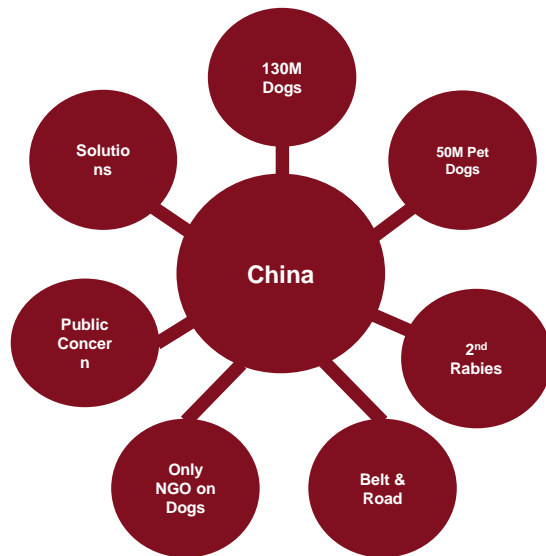 130M
Dogs
Solutio
ns
50M Pet
Dogs
China
Public
Concer
n
2nd
Rabies
Only
NGO on
Dogs
Belt &
Road